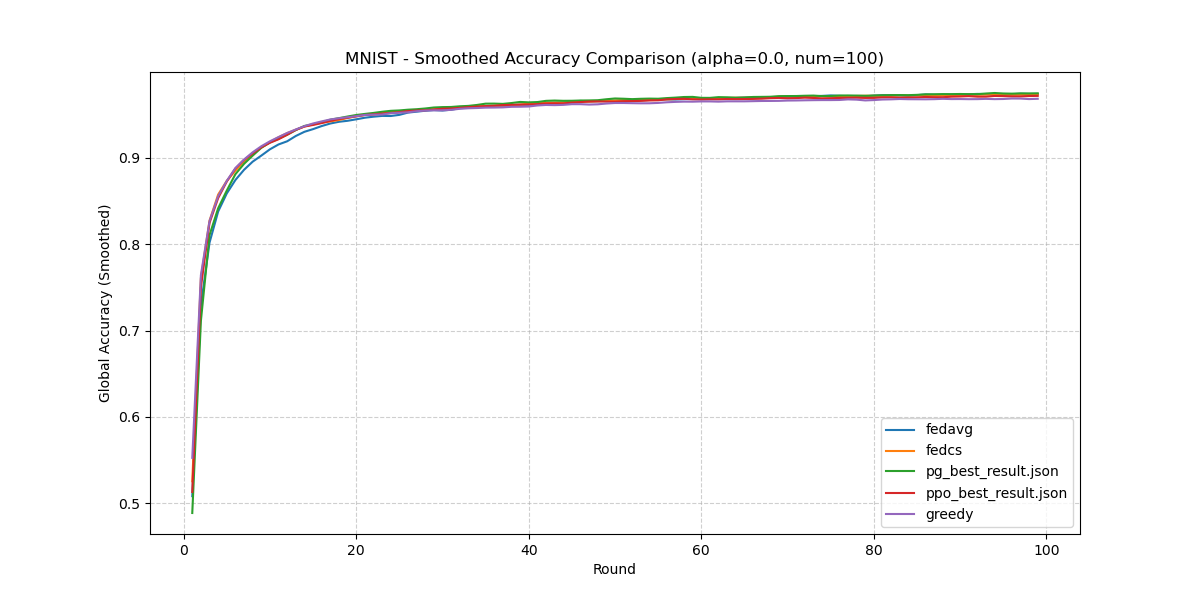 MNIST - Smoothed Accuracy Comparison (alpha=0.0, num=100)
Global Accuracy (Smoothed)
0.9
0.8
0.7
0.6
0.5
0 20 40 60 80 100
Round
fedavg
fedcs
pg_best_result.json
ppo_best_result.json
greedy